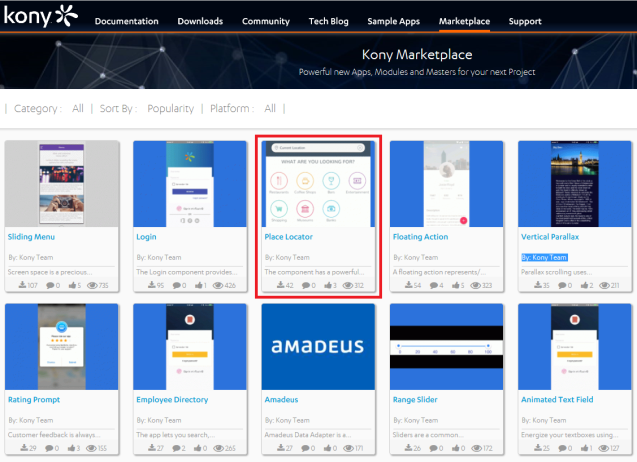 kony
Documentation Downloads Community Tech Blog Sample Apps Marketplace Support
Kony Marketplace
Powerful new Apps, Modules and Masters for your next Project
| Category : All | Sort By : Popularity | Platform : All |
Current Location
WHAT ARE YOU LOOKING FOR?
Sliding Menu Login Place Locator Floating Action Vertical Parallax
By: Kony Team By: Kony Team By: Kony Team By: Kony Team By: Kony Team
Screen space is a precious... The Login component provides... The component has a powerful... A floating action represents/... Parallax scrolling uses...
107 0 5 735 95 0 1 426 42 0 3 312 54 4 5 323 35 0 2 211
amadeus
Rating Prompt Employee Directory Amadeus Range Slider Animated Text Field
By: Kony Team By: Kony Team By: Kony Team By: Kony Team By: Kony Team
Customer feedback is always... The app lets you search,... Amadeus Data Adapter is a... Sliders are a common... Energize your textboxes using...
29 0 3 155 27 2 0 265 27 0 0 171 26 0 0 172 25 0 1 127